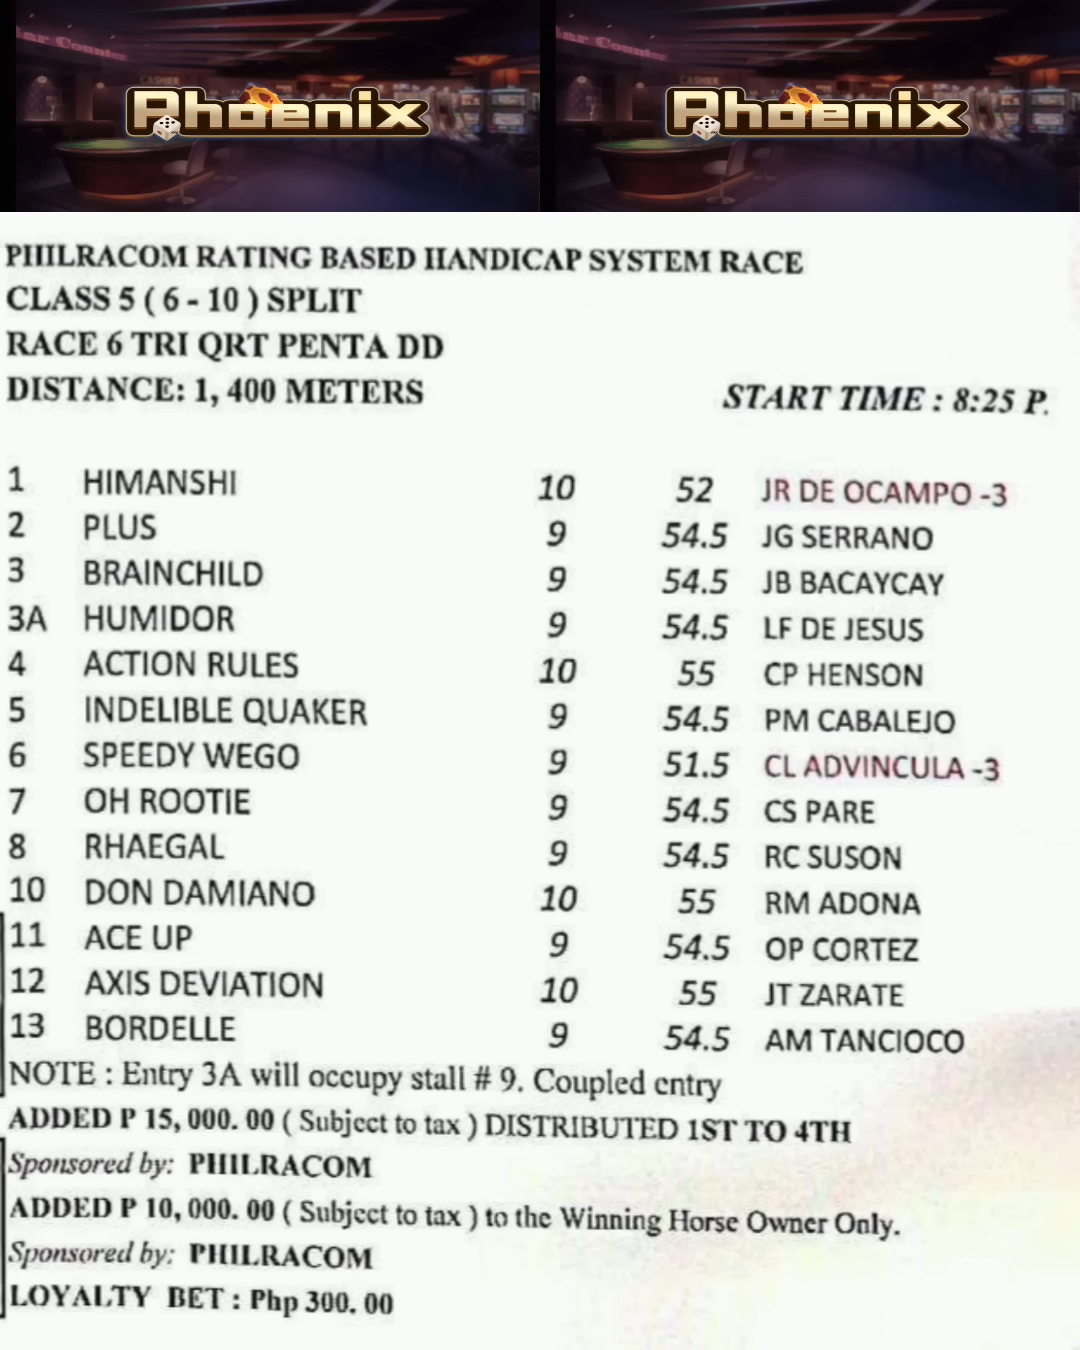 Bar Counter
CASHIER
Phoenix
Bar Counter
CASHIER
Phoenix
PHILRACOM RATING BASED HANDICAP SYSTEM RACE
CLASS 5 ( 6 - 10 ) SPLIT
RACE 6 TRI QRT PENTA DD
DISTANCE: 1, 400 METERS START TIME : 8:25 P.
1 HIMANSHI 10 52 JR DE OCAMPO -3
2 PLUS 9 54.5 JG SERRANO
3 BRAINCHILD 9 54.5 JB BACAYCAY
3A HUMIDOR 9 54.5 LF DE JESUS
4 ACTION RULES 10 55 CP HENSON
5 INDELIBLE QUAKER 9 54.5 PM CABALEJO
6 SPEEDY WEGO 9 51.5 CL ADVINCULA -3
7 OH ROOTIE 9 54.5 CS PARE
8 RHAEGAL 9 54.5 RC SUSON
10 DON DAMIANO 10 55 RM ADONA
11 ACE UP 9 54.5 OP CORTEZ
12 AXIS DEVIATION 10 55 JT ZARATE
13 BORDELLE 9 54.5 AM TANCIOCO
NOTE : Entry 3A will occupy stall # 9. Coupled entry
ADDED P 15, 000. 00 ( Subject to tax ) DISTRIBUTED 1ST TO 4TH
Sponsored by: PHILRACOM
ADDED P 10, 000. 00 ( Subject to tax ) to the Winning Horse Owner Only.
Sponsored by: PHILRACOM
LOYALTY BET : Php 300. 00